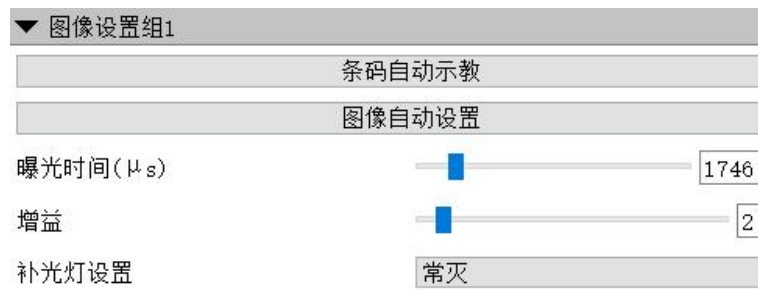 ▼ 图像设置组1
条码自动示教
图像自动设置
曝光时间(μs) 1746
增益 2
补光灯设置 常灭